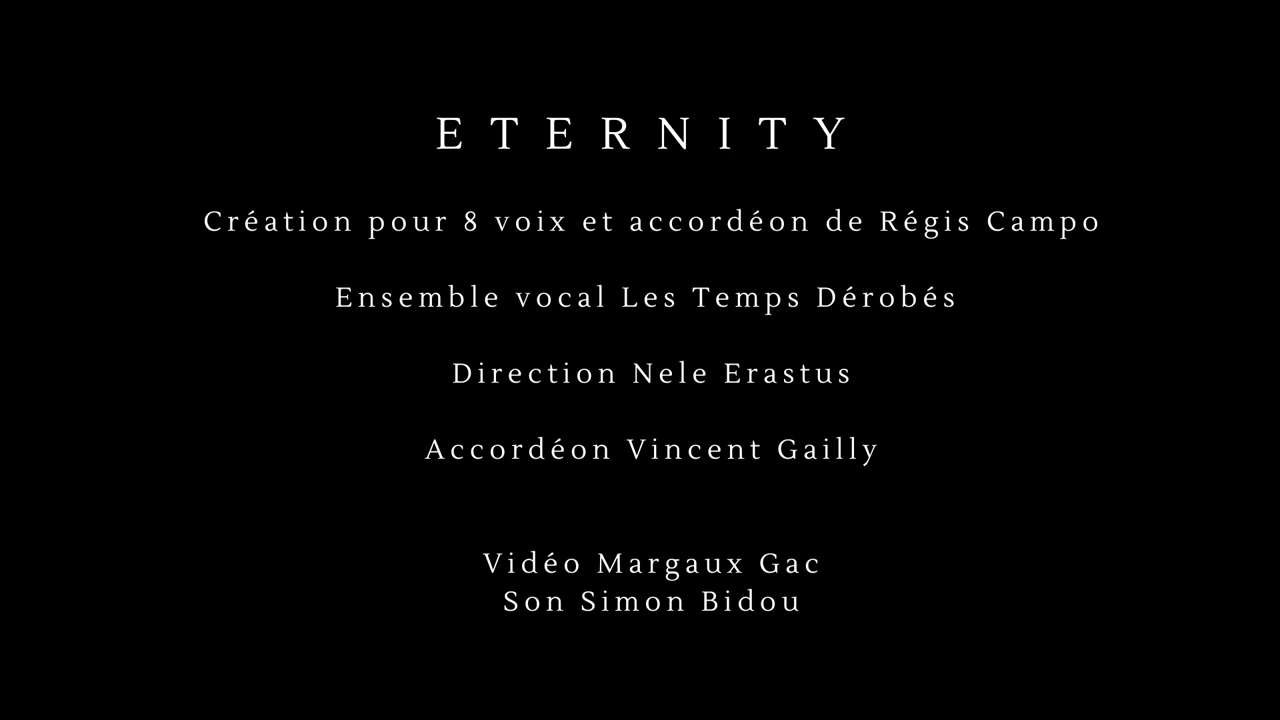 ETERNITY
Création pour 8 voix et accordéon de Régis Campo
Ensemble vocal Les Temps Dérobés
Direction Nele Erastus
Accordéon Vincent Gailly
Vidéo Margaux Gac
Son Simon Bidou